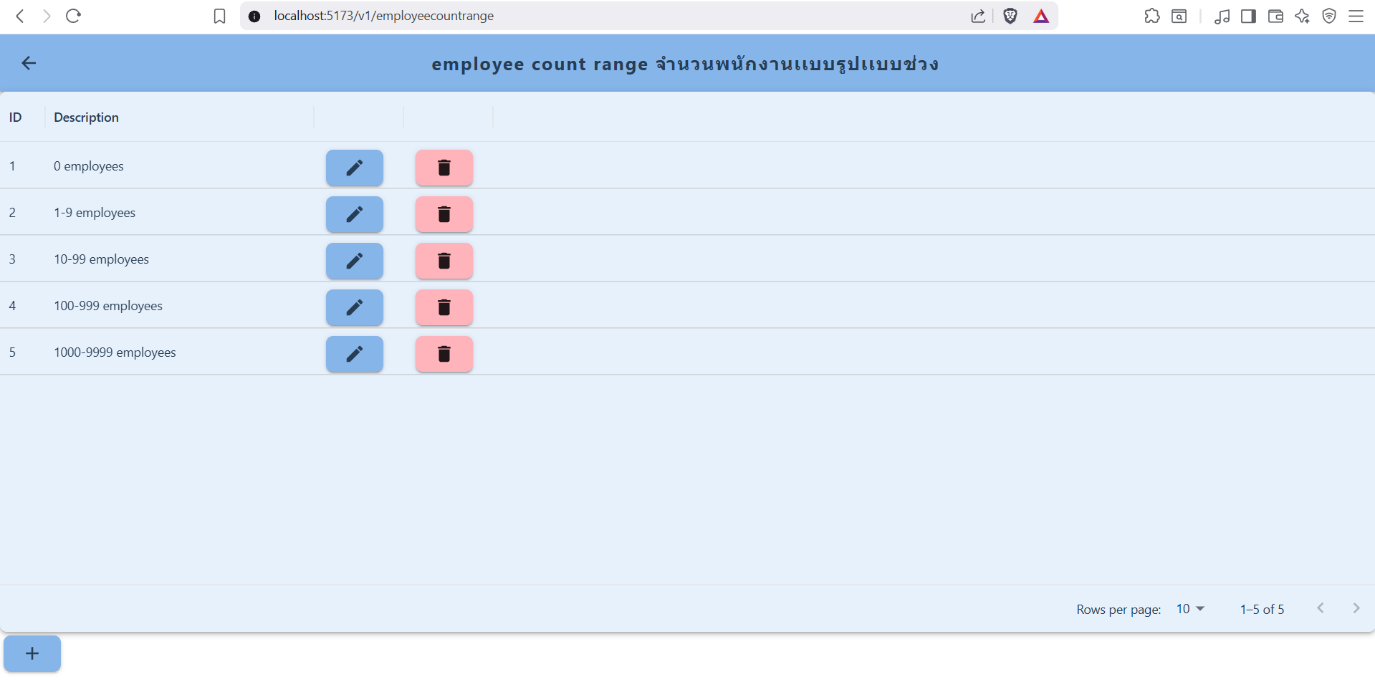 localhost:5173/v1/employeecountrange
employee count range จำนวนพนักงานแบบรูปแบบช่วง
ID Description
1 0 employees
2 1-9 employees
3 10-99 employees
4 100-999 employees
5 1000-9999 employees
Rows per page: 10 1–5 of 5